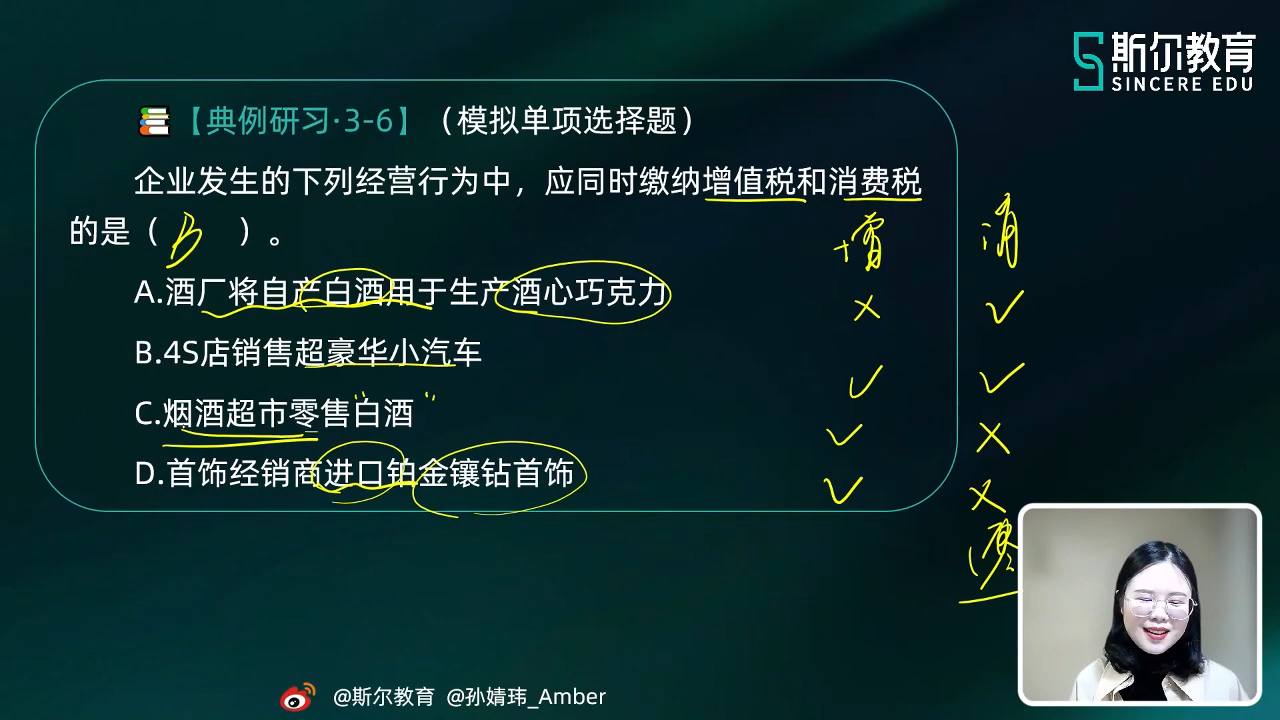 斯尔教育
SINCERE EDU
【典例研习·3-6】（模拟单项选择题）
企业发生的下列经营行为中，应同时缴纳增值税和消费税
的是（ B ）。
增 消
A.酒厂将自产白酒用于生产酒心巧克力 × ✓
B.4S店销售超豪华小汽车 ✓ ✓
C.烟酒超市零售“白酒” ✓ ×
D.首饰经销商进口铂金镶钻首饰 ✓ ×
@斯尔教育 @孙婧玮_Amber